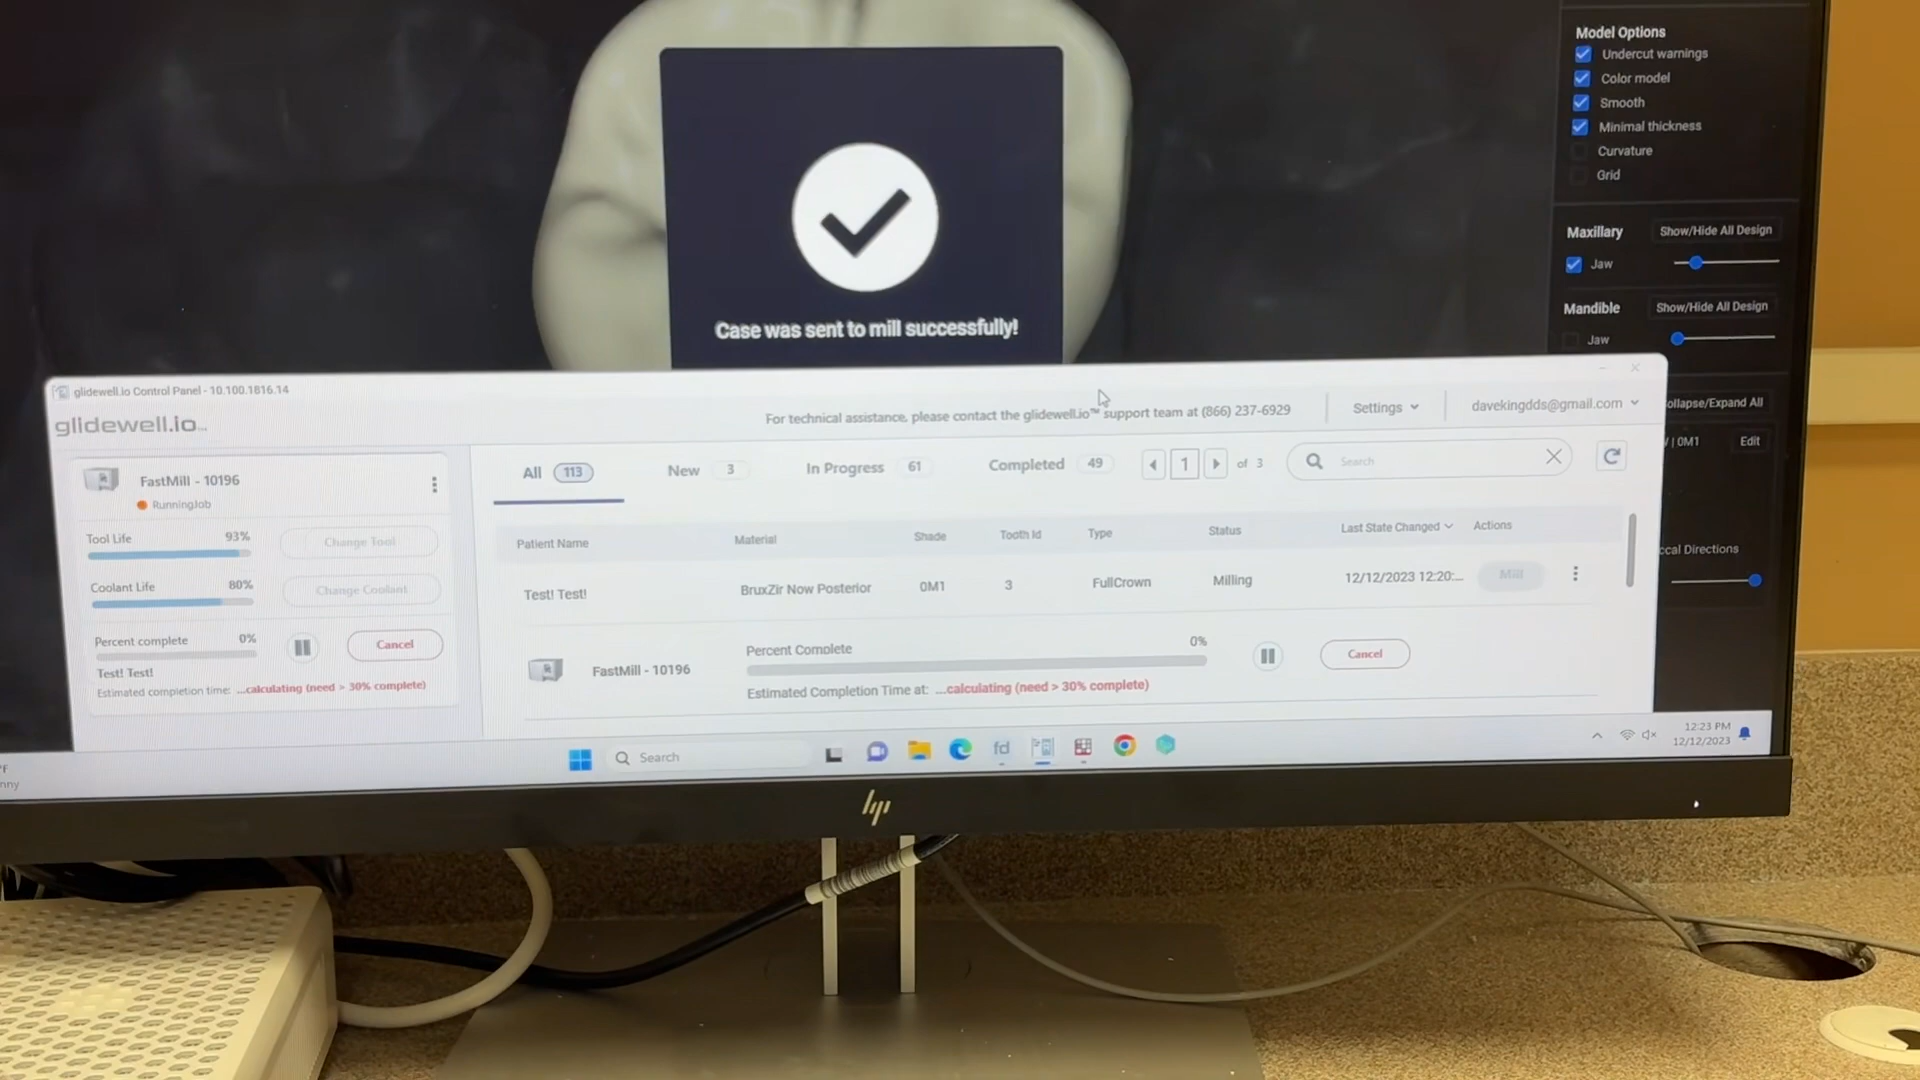 Model Options
Undercut warnings
Color model
Smooth
Minimal thickness
Curvature
Grid
Maxillary
Show/Hide All Design
Jaw
Mandible
Show/Hide All Design
Jaw
Case was sent to mill successfully!
glidewell.io Control Panel - 10.100.1816.14
glidewell.io
For technical assistance, please contact the glidewell.io™ support team at (866) 237-6929
Settings
davekingdds@gmail.com
ollapse/Expand All
| 0M1
Edit
ccal Directions
FastMill - 10196
RunningJob
Tool Life 93%
Change Tool
Coolant Life 80%
Change Coolant
Percent complete 0%
Cancel
Test! Test!
Estimated completion time: ...calculating (need > 30% complete)
All 113
New 3
In Progress 61
Completed 49
1 of 3
Search
Patient Name Material Shade Tooth Id Type Status Last State Changed Actions
Test! Test! BruxZir Now Posterior 0M1 3 FullCrown Milling 12/12/2023 12:20:... Mill
FastMill - 10196
Percent Complete 0%
Cancel
Estimated Completion Time at: ...calculating (need > 30% complete)
Search
fd
12:23 PM
12/12/2023
°F
nny
hp